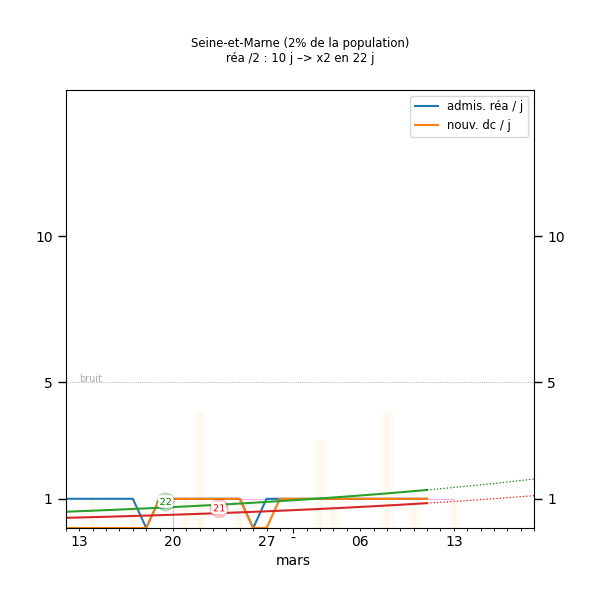 Seine-et-Marne (2% de la population)
réa /2 : 10 j –> x2 en 22 j
admis. réa / j
nouv. dc / j
10 10
bruit
5 5
22
21
1 1
13 20 27 - 06 13
mars